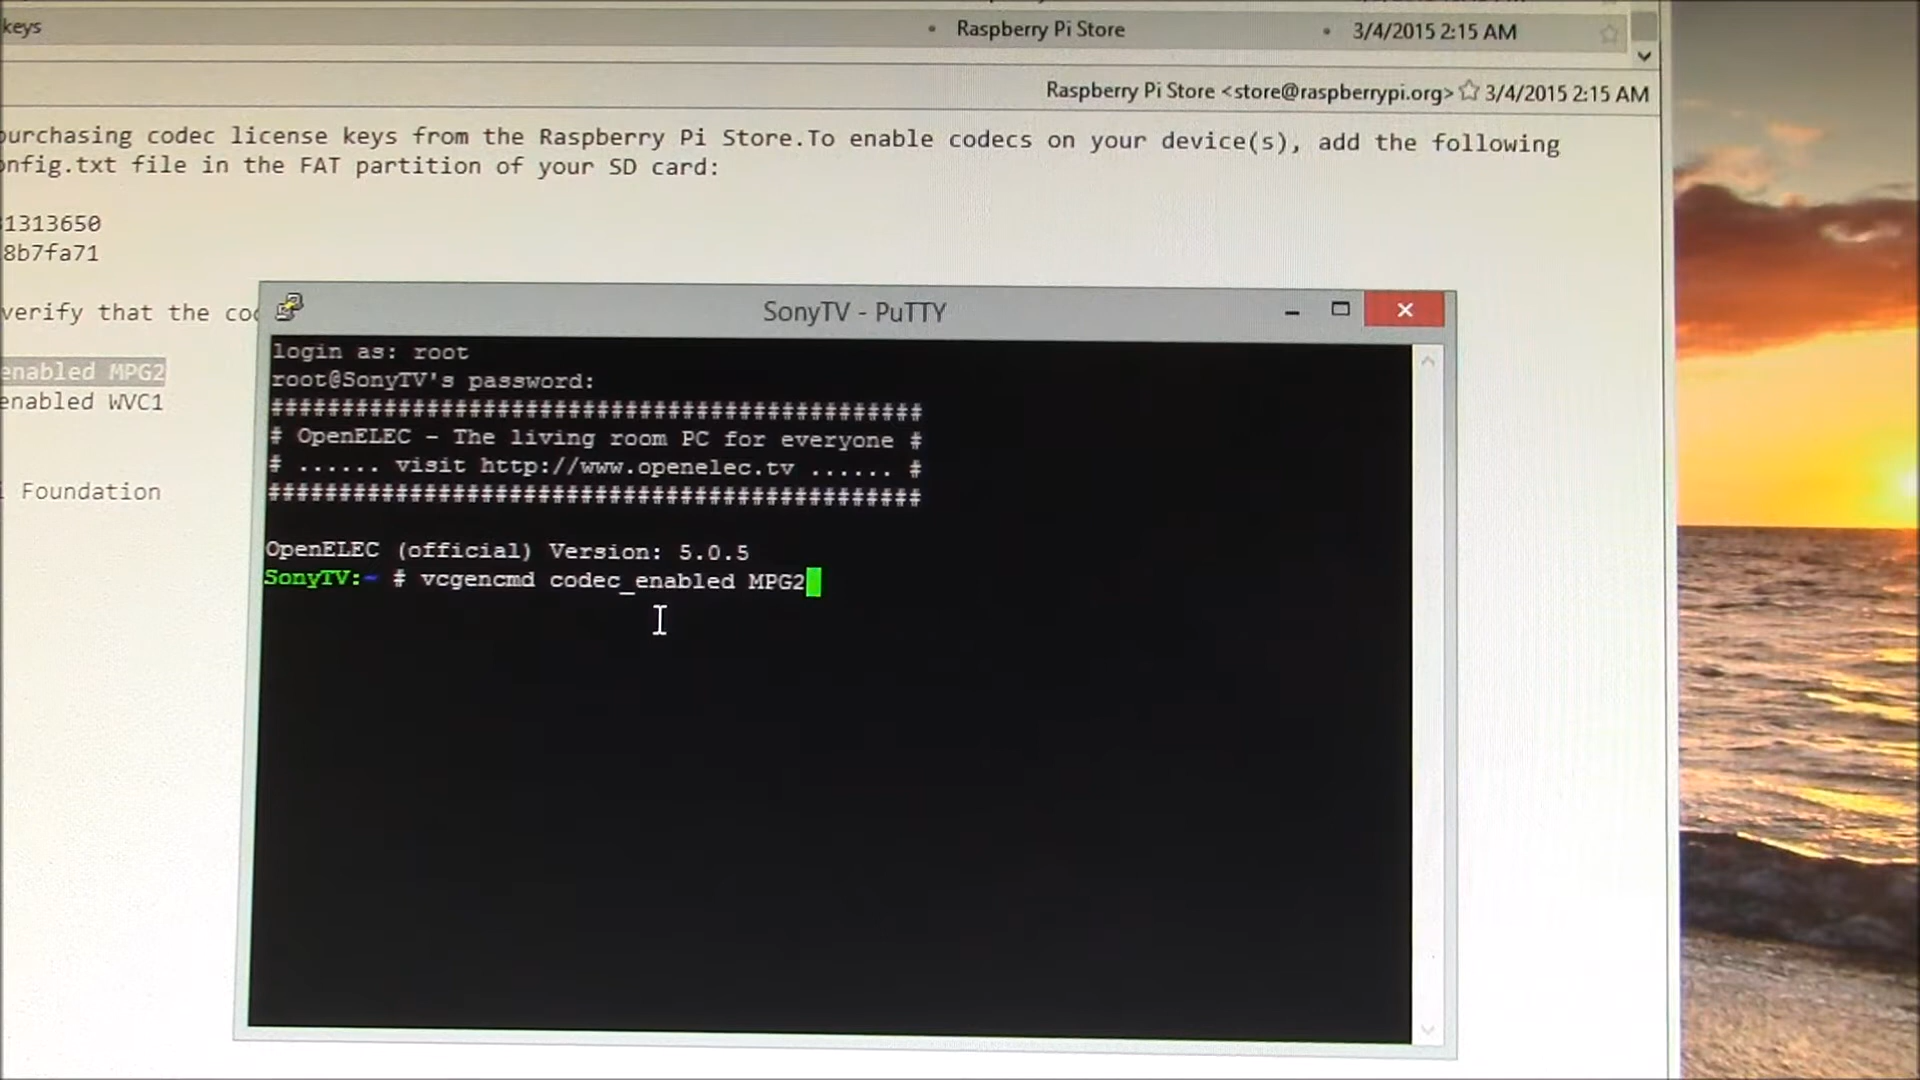 keys
Raspberry Pi Store
3/4/2015 2:15 AM
Raspberry Pi Store <store@raspberrypi.org> 3/4/2015 2:15 AM
purchasing codec license keys from the Raspberry Pi Store.To enable codecs on your device(s), add the following
onfig.txt file in the FAT partition of your SD card:
1313650
8b7fa71
verify that the
enabled MPG2
enabled WVC1
Foundation
SonyTV - PuTTY
login as: root
root@SonyTV's password:
##############################################
# OpenELEC - The living room PC for everyone #
# ...... visit http://www.openelec.tv ...... #
##############################################
OpenELEC (official) Version: 5.0.5
SonyTV:~ # vcgencmd codec_enabled MPG2